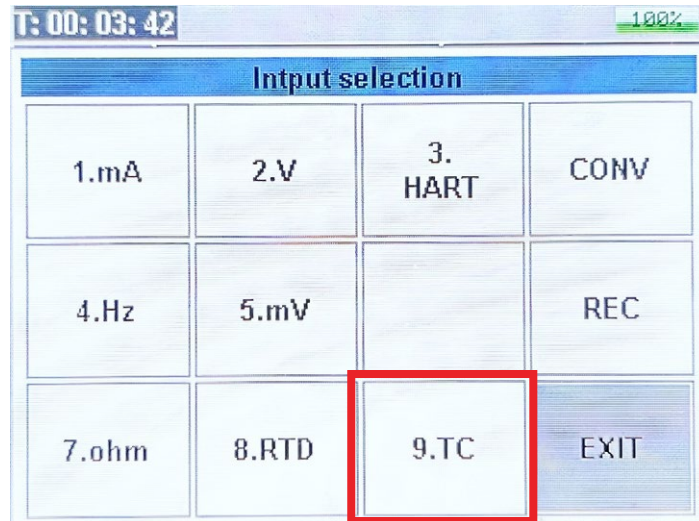 T: 00: 03: 42
100%
Intput selection
1.mA
2.V
3.
HART
CONV
4.Hz
5.mV
REC
7.ohm
8.RTD
9.TC
EXIT